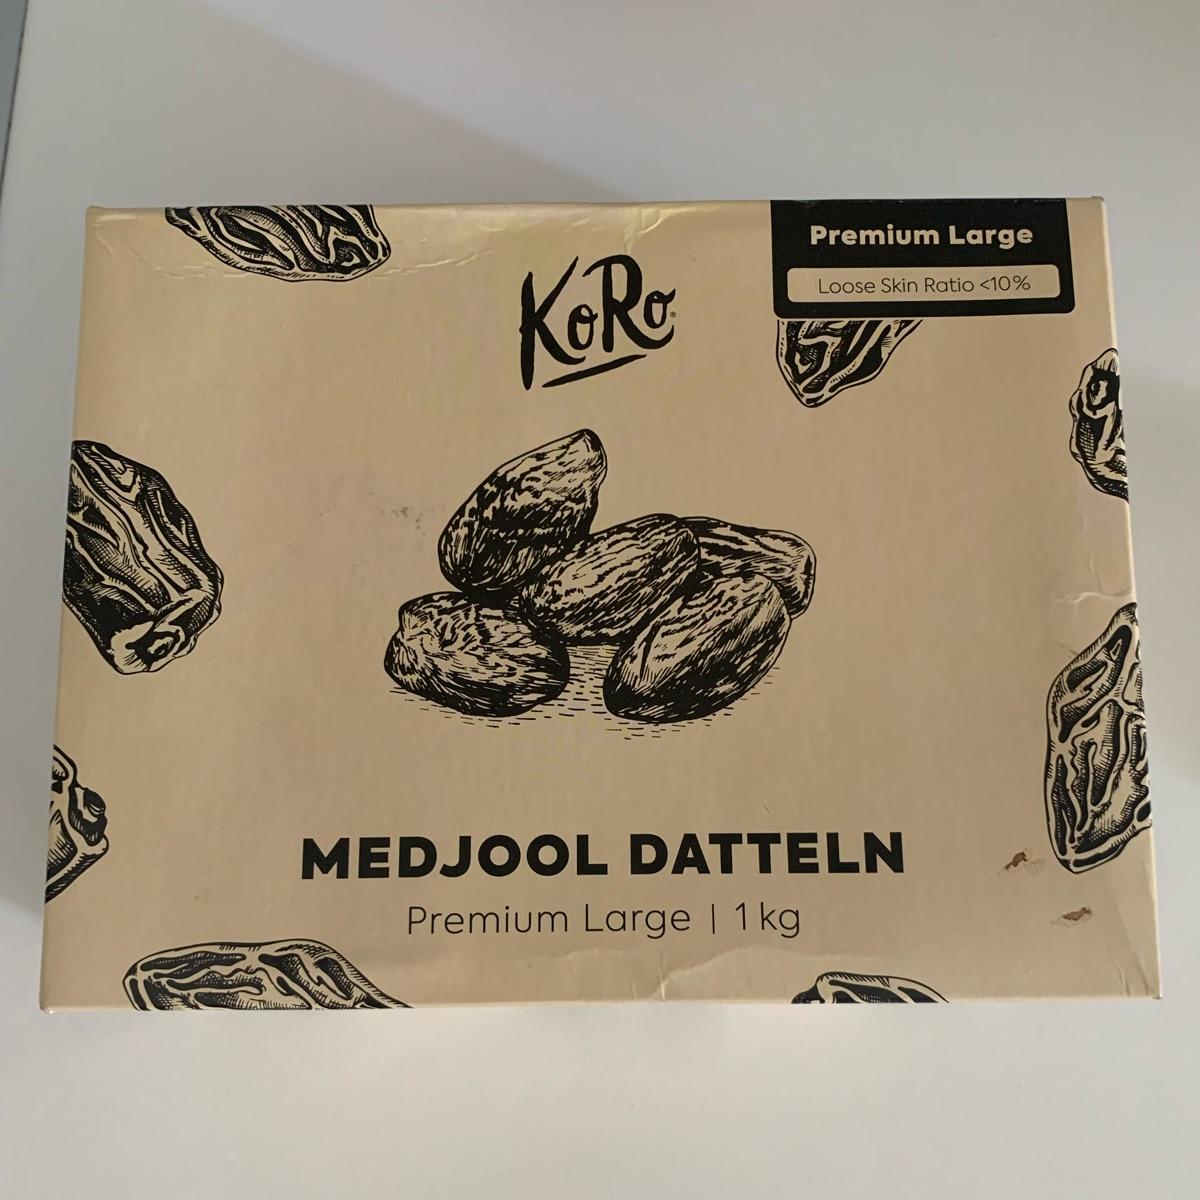 Premium Large
Loose Skin Ratio <10%
KoRo®
MEDJOOL DATTELN
Premium Large | 1 kg